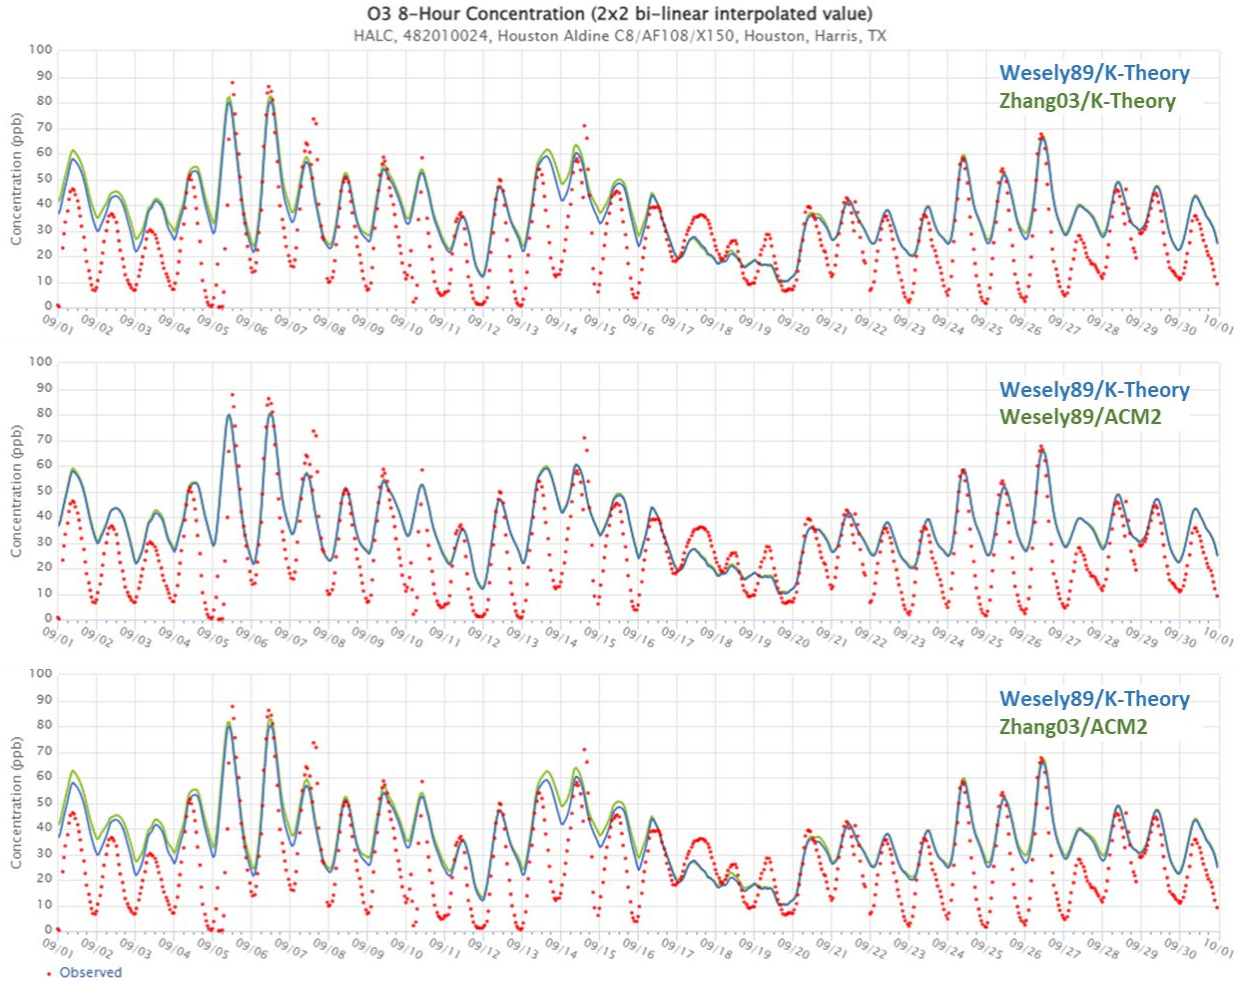 O3 8-Hour Concentration (2x2 bi-linear interpolated value)
HALC, 482010024, Houston Aldine C8/AF108/X150, Houston, Harris, TX
Wesely89/K-Theory
Zhang03/K-Theory
Concentration (ppb)
100
90
80
70
60
50
40
30
20
10
0
09/01 09/02 09/03 09/04 09/05 09/06 09/07 09/08 09/09 09/10 09/11 09/12 09/13 09/14 09/15 09/16 09/17 09/18 09/19 09/20 09/21 09/22 09/23 09/24 09/25 09/26 09/27 09/28 09/29 09/30 10/01
Wesely89/K-Theory
Wesely89/ACM2
Concentration (ppb)
100
90
80
70
60
50
40
30
20
10
0
09/01 09/02 09/03 09/04 09/05 09/06 09/07 09/08 09/09 09/10 09/11 09/12 09/13 09/14 09/15 09/16 09/17 09/18 09/19 09/20 09/21 09/22 09/23 09/24 09/25 09/26 09/27 09/28 09/29 09/30 10/01
Wesely89/K-Theory
Zhang03/ACM2
Concentration (ppb)
100
90
80
70
60
50
40
30
20
10
0
09/01 09/02 09/03 09/04 09/05 09/06 09/07 09/08 09/09 09/10 09/11 09/12 09/13 09/14 09/15 09/16 09/17 09/18 09/19 09/20 09/21 09/22 09/23 09/24 09/25 09/26 09/27 09/28 09/29 09/30 10/01
Observed